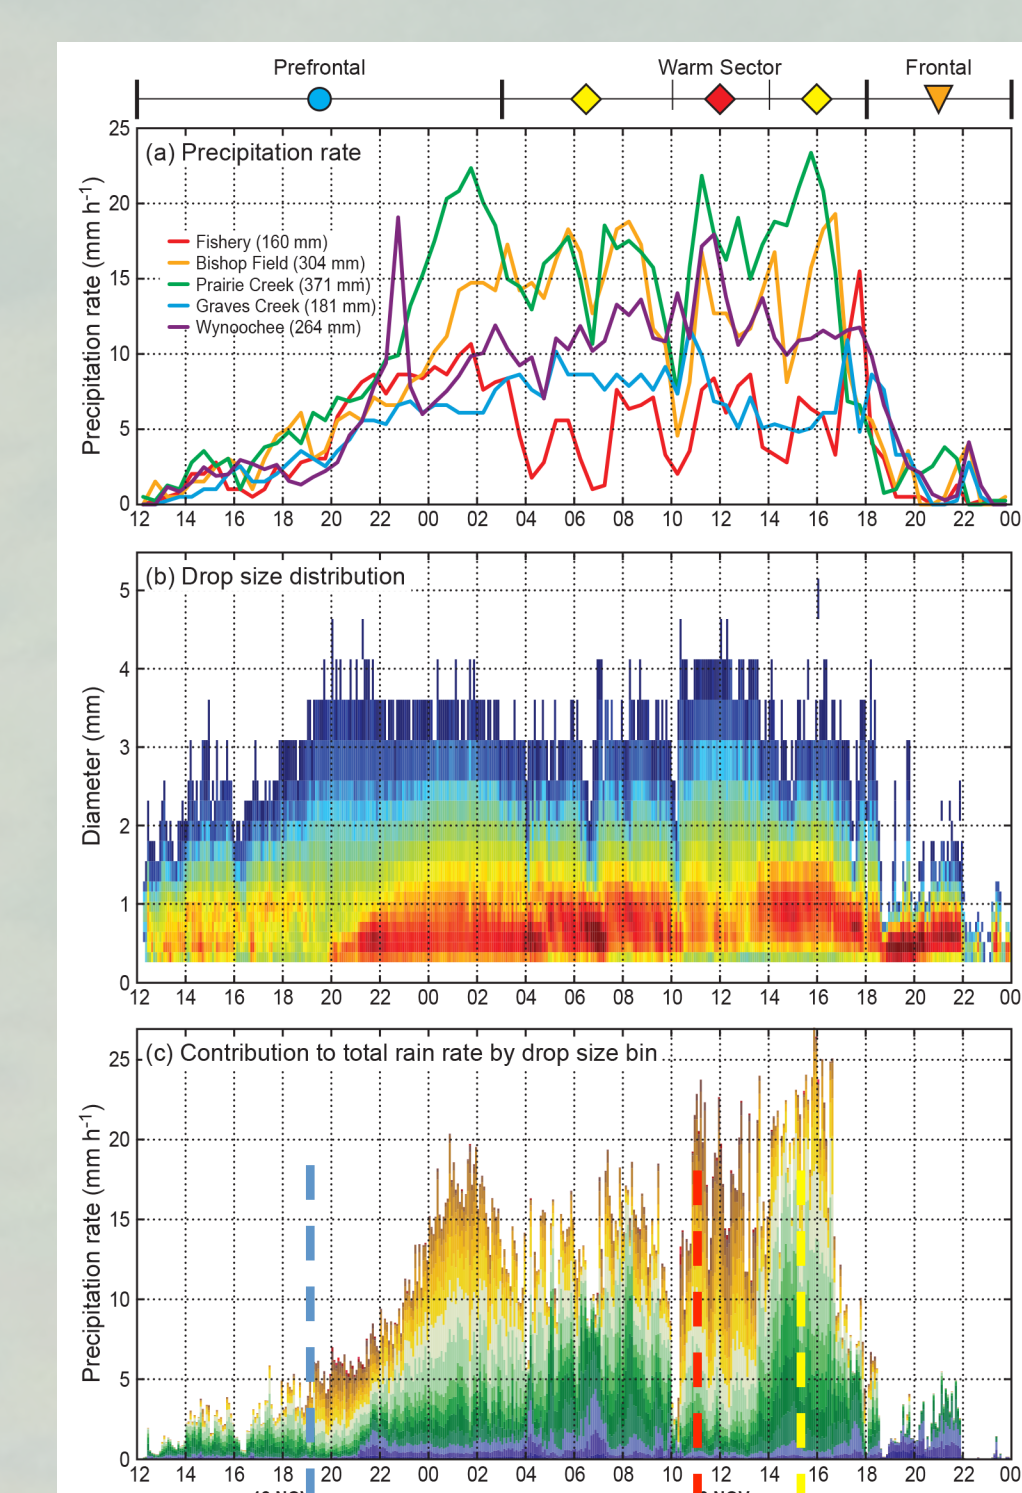 Prefrontal Warm Sector Frontal
25
(a) Precipitation rate
20
15
10
5
0
Precipitation rate (mm h-1)
Fishery (160 mm)
Bishop Field (304 mm)
Prairie Creek (371 mm)
Graves Creek (181 mm)
Wynoochee (264 mm)
12 14 16 18 20 22 00 02 04 06 08 10 12 14 16 18 20 22 00
(b) Drop size distribution
5
4
3
2
1
0
Diameter (mm)
12 14 16 18 20 22 00 02 04 06 08 10 12 14 16 18 20 22 00
(c) Contribution to total rain rate by drop size bin
25
20
15
10
5
0
Precipitation rate (mm h-1)
12 14 16 18 20 22 00 02 04 06 08 10 12 14 16 18 20 22 00